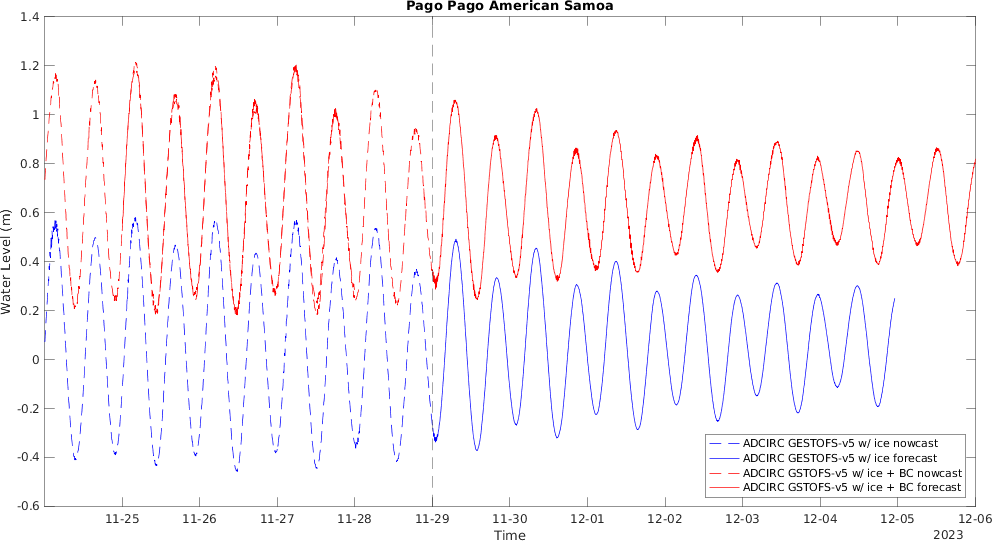 Pago Pago American Samoa
1.4
1.2
1
0.8
0.6
0.4
0.2
0
-0.2
-0.4
-0.6
Water Level (m)
ADCIRC GESTOFS-v5 w/ ice nowcast
ADCIRC GESTOFS-v5 w/ ice forecast
ADCIRC GSTOFS-v5 w/ ice + BC nowcast
ADCIRC GSTOFS-v5 w/ ice + BC forecast
11-25 11-26 11-27 11-28 11-29 11-30 12-01 12-02 12-03 12-04 12-05 12-06
Time
2023